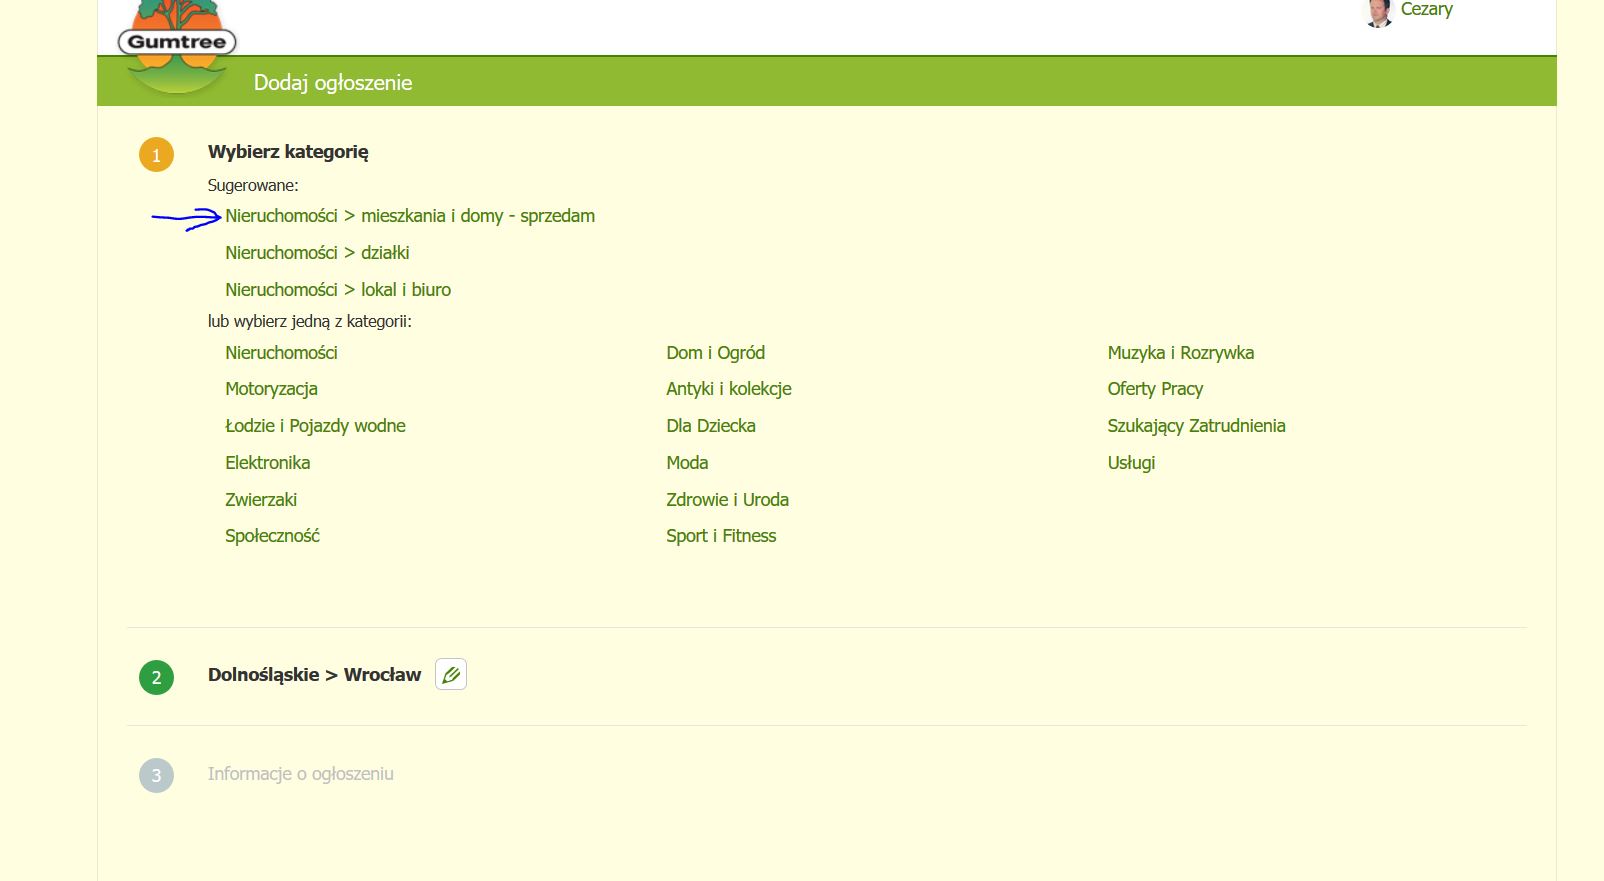 Cezary
Gumtree
Dodaj ogłoszenie
1 Wybierz kategorię
Sugerowane:
Nieruchomości > mieszkania i domy - sprzedam
Nieruchomości > działki
Nieruchomości > lokal i biuro
lub wybierz jedną z kategorii:
Nieruchomości
Motoryzacja
Łodzie i Pojazdy wodne
Elektronika
Zwierzaki
Społeczność
Dom i Ogród
Antyki i kolekcje
Dla Dziecka
Moda
Zdrowie i Uroda
Sport i Fitness
Muzyka i Rozrywka
Oferty Pracy
Szukający Zatrudnienia
Usługi
2 Dolnośląskie > Wrocław
3 Informacje o ogłoszeniu